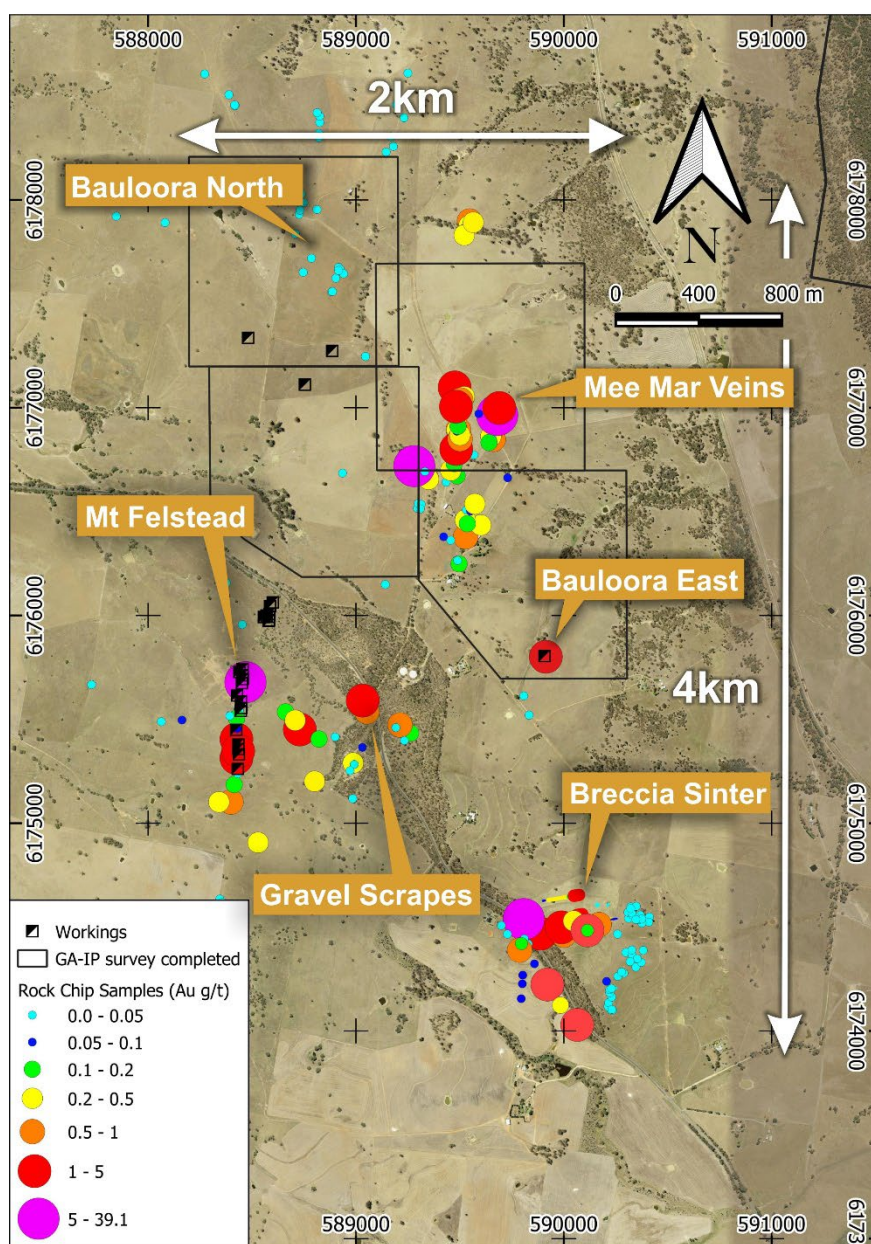 588000
589000
590000
591000
2km
Bauloora North
N
6178000
6178000
0 400 800 m
Mee Mar Veins
6177000
6177000
Mt Felstead
Bauloora East
6176000
6176000
4km
Breccia Sinter
6175000
6175000
Gravel Scrapes
Workings
GA-IP survey completed
Rock Chip Samples (Au g/t)
0.0 - 0.05
0.05 - 0.1
0.1 - 0.2
0.2 - 0.5
0.5 - 1
1 - 5
5 - 39.1
6174000
6173
589000
590000
591000